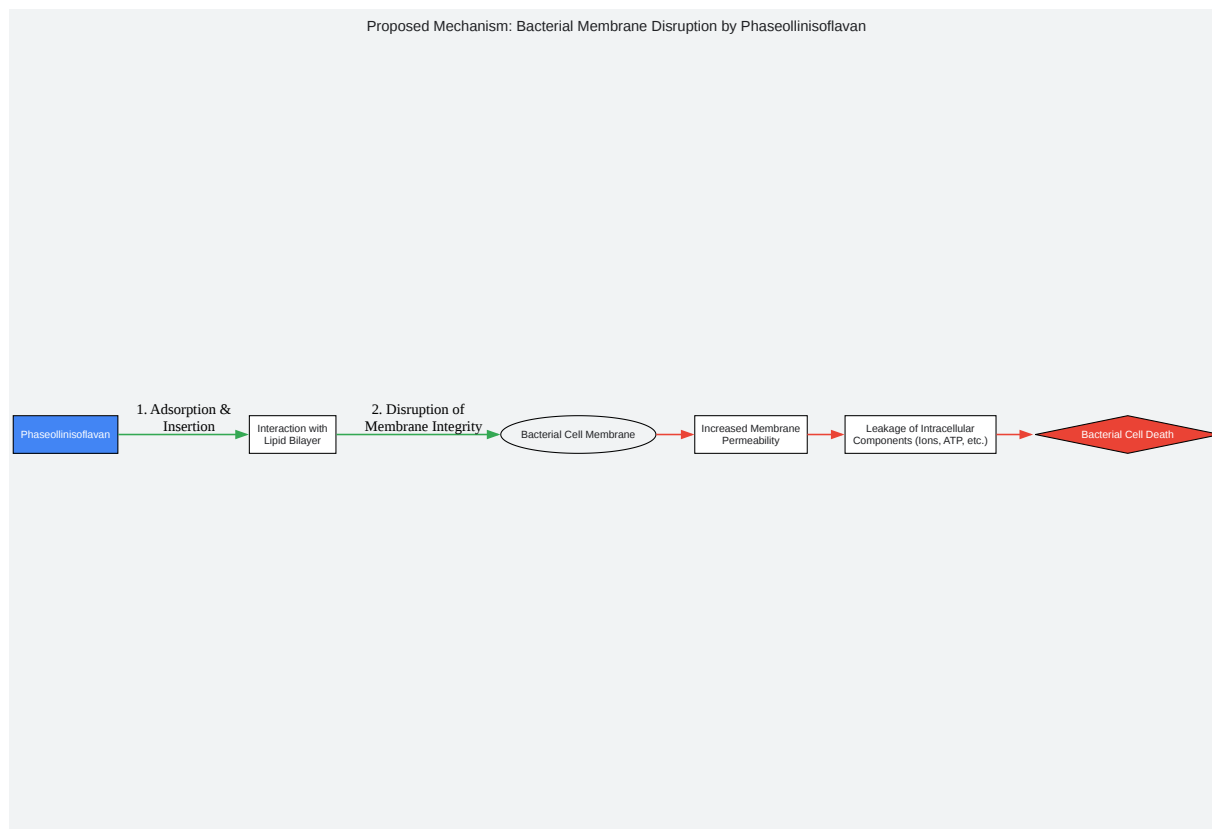 Proposed Mechanism: Bacterial Membrane Disruption by Phaseollinisoflavan
Phaseollinisoflavan
1. Adsorption &
Insertion
Interaction with
Lipid Bilayer
2. Disruption of
Membrane Integrity
Bacterial Cell Membrane
Increased Membrane
Permeability
Leakage of Intracellular
Components (Ions, ATP, etc.)
Bacterial Cell Death